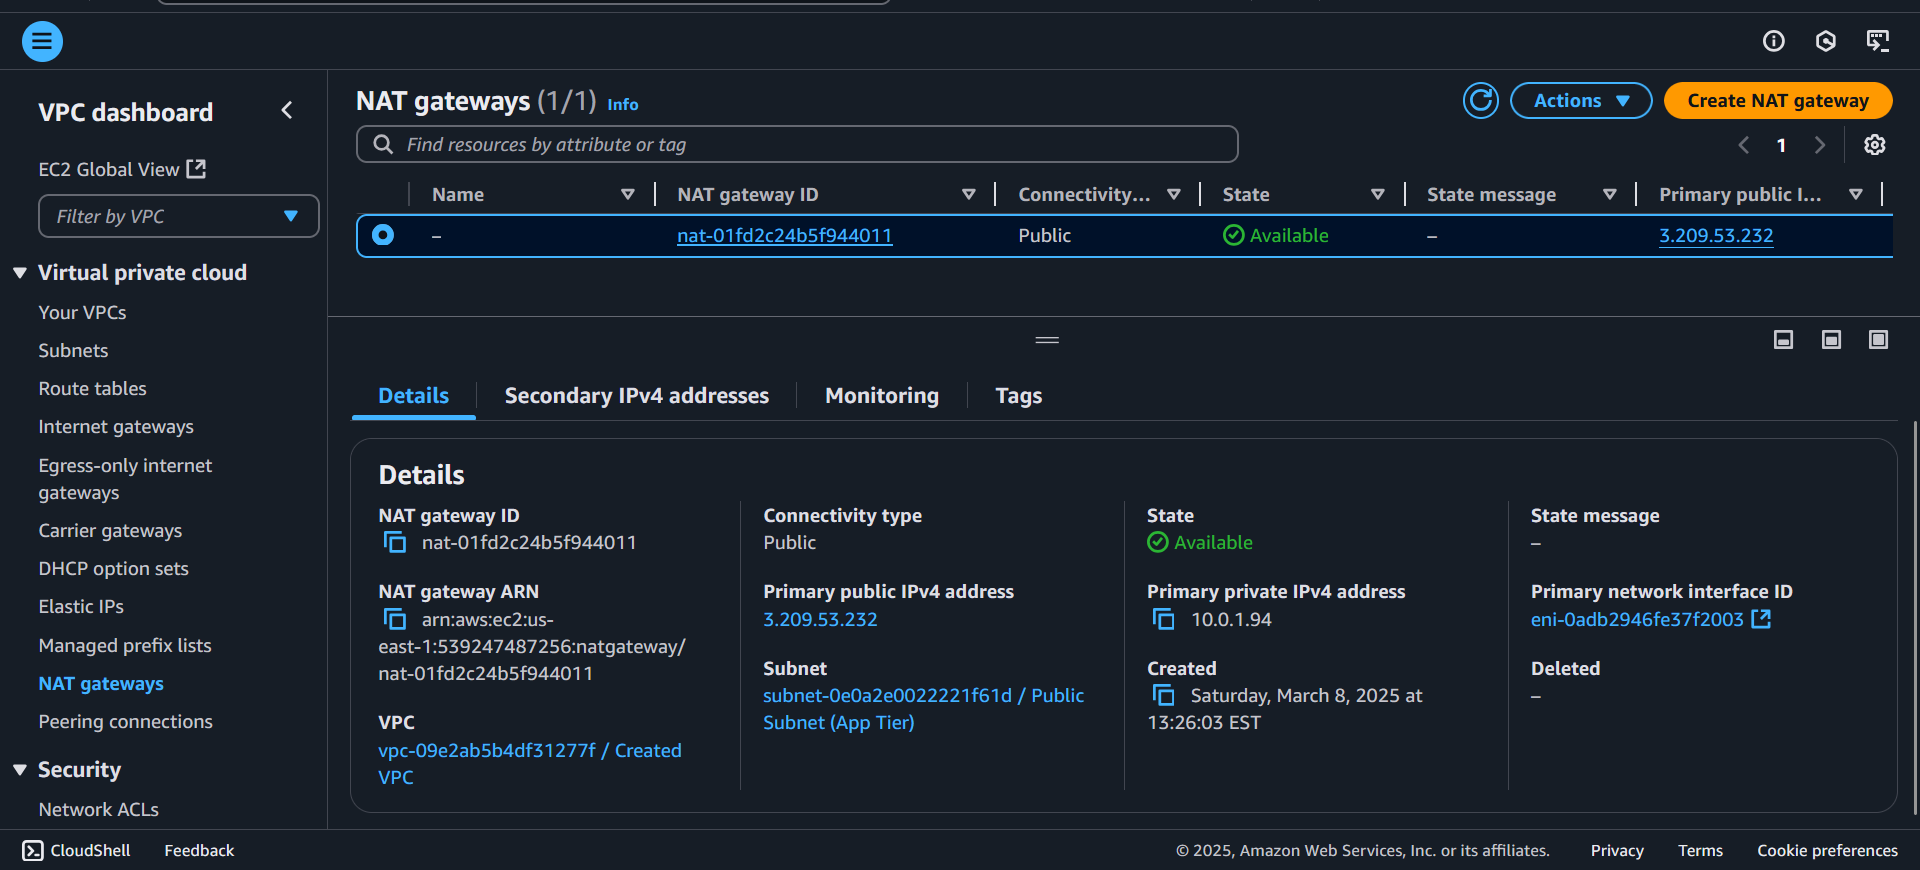 VPC dashboard
EC2 Global View
Filter by VPC
Virtual private cloud
Your VPCs
Subnets
Route tables
Internet gateways
Egress-only internet
gateways
Carrier gateways
DHCP option sets
Elastic IPs
Managed prefix lists
NAT gateways
Peering connections
Security
Network ACLs
NAT gateways (1/1) Info
Actions
Create NAT gateway
Find resources by attribute or tag
1
Name NAT gateway ID Connectivity... State State message Primary public I...
– nat-01fd2c24b5f944011 Public Available – 3.209.53.232
Details Secondary IPv4 addresses Monitoring Tags
Details
NAT gateway ID
nat-01fd2c24b5f944011
NAT gateway ARN
arn:aws:ec2:us-
east-1:539247487256:natgateway/
nat-01fd2c24b5f944011
VPC
vpc-09e2ab5b4df31277f / Created
VPC
Connectivity type
Public
Primary public IPv4 address
3.209.53.232
Subnet
subnet-0e0a2e0022221f61d / Public
Subnet (App Tier)
State
Available
Primary private IPv4 address
10.0.1.94
Created
Saturday, March 8, 2025 at
13:26:03 EST
State message
–
Primary network interface ID
eni-0adb2946fe37f2003
Deleted
–
CloudShell Feedback © 2025, Amazon Web Services, Inc. or its affiliates. Privacy Terms Cookie preferences